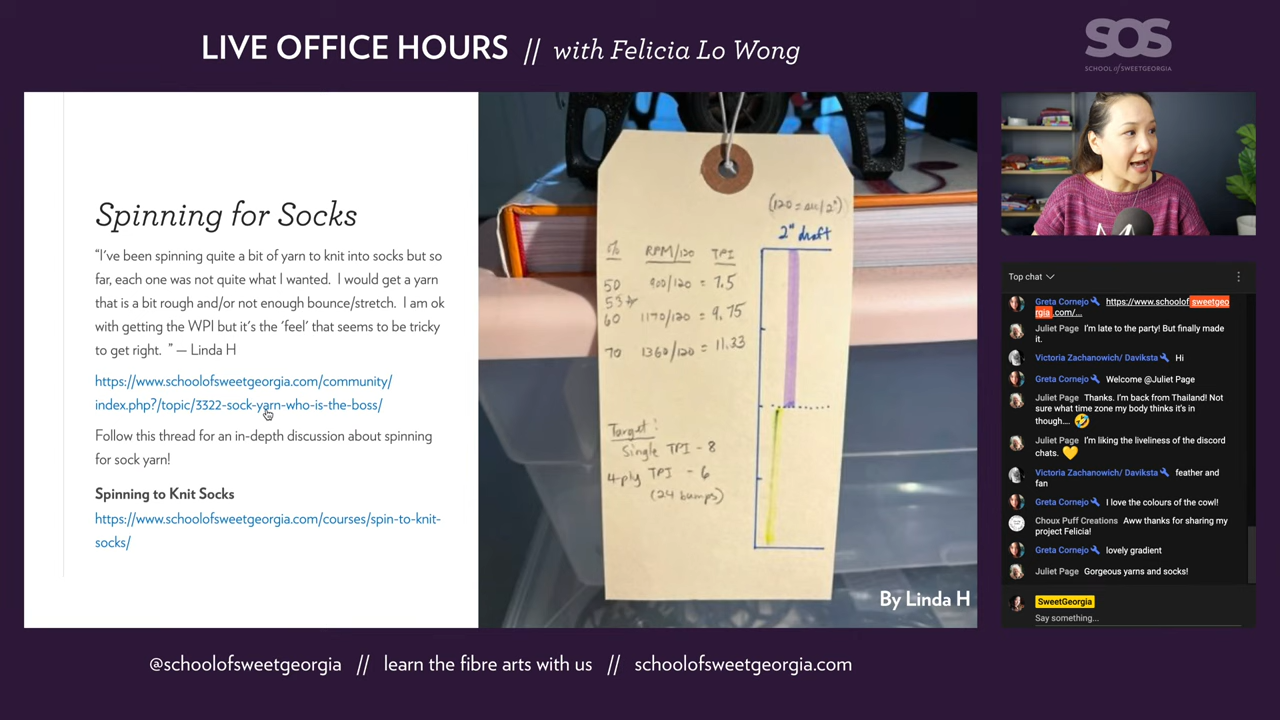 LIVE OFFICE HOURS // with Felicia Lo Wong
SOS
SCHOOL of SWEETGEORGIA
Spinning for Socks
"I've been spinning quite a bit of yarn to knit into socks but so
far, each one was not quite what I wanted. I would get a yarn
that is a bit rough and/or not enough bounce/stretch. I am ok
with getting the WPI but it's the 'feel' that seems to be tricky
to get right. " — Linda H
https://www.schoolofsweetgeorgia.com/community/
index.php?/topic/3322-sock-yarn-who-is-the-boss/
Follow this thread for an in-depth discussion about spinning
for sock yarn!
Spinning to Knit Socks
https://www.schoolofsweetgeorgia.com/courses/spin-to-knit-
socks/
(120 = sec/2")
2" draft
% RPM/120 TPI
50 900/120 = 7.5
53
60 1170/120 = 9.75
70 1360/120 = 11.33
Target:
Single TPI - 8
4-ply TPI - 6
(24 bumps)
By Linda H
Top chat
Greta Cornejo https://www.schoolofsweetgeo
rgia.com/...
Juliet Page I'm late to the party! But finally made
it.
Victoria Zachanowich/ Daviksta Hi
Greta Cornejo Welcome @Juliet Page
Juliet Page Thanks. I'm back from Thailand! Not
sure what time zone my body thinks it's in
though....
Juliet Page I'm liking the liveliness of the discord
chats.
Victoria Zachanowich/ Daviksta feather and
fan
Greta Cornejo I love the colours of the cowl!
Choux Puff Creations Aww thanks for sharing my
project Felicia!
Greta Cornejo lovely gradient
Juliet Page Gorgeous yarns and socks!
SweetGeorgia
Say something...
@schoolofsweetgeorgia // learn the fibre arts with us // schoolofsweetgeorgia.com